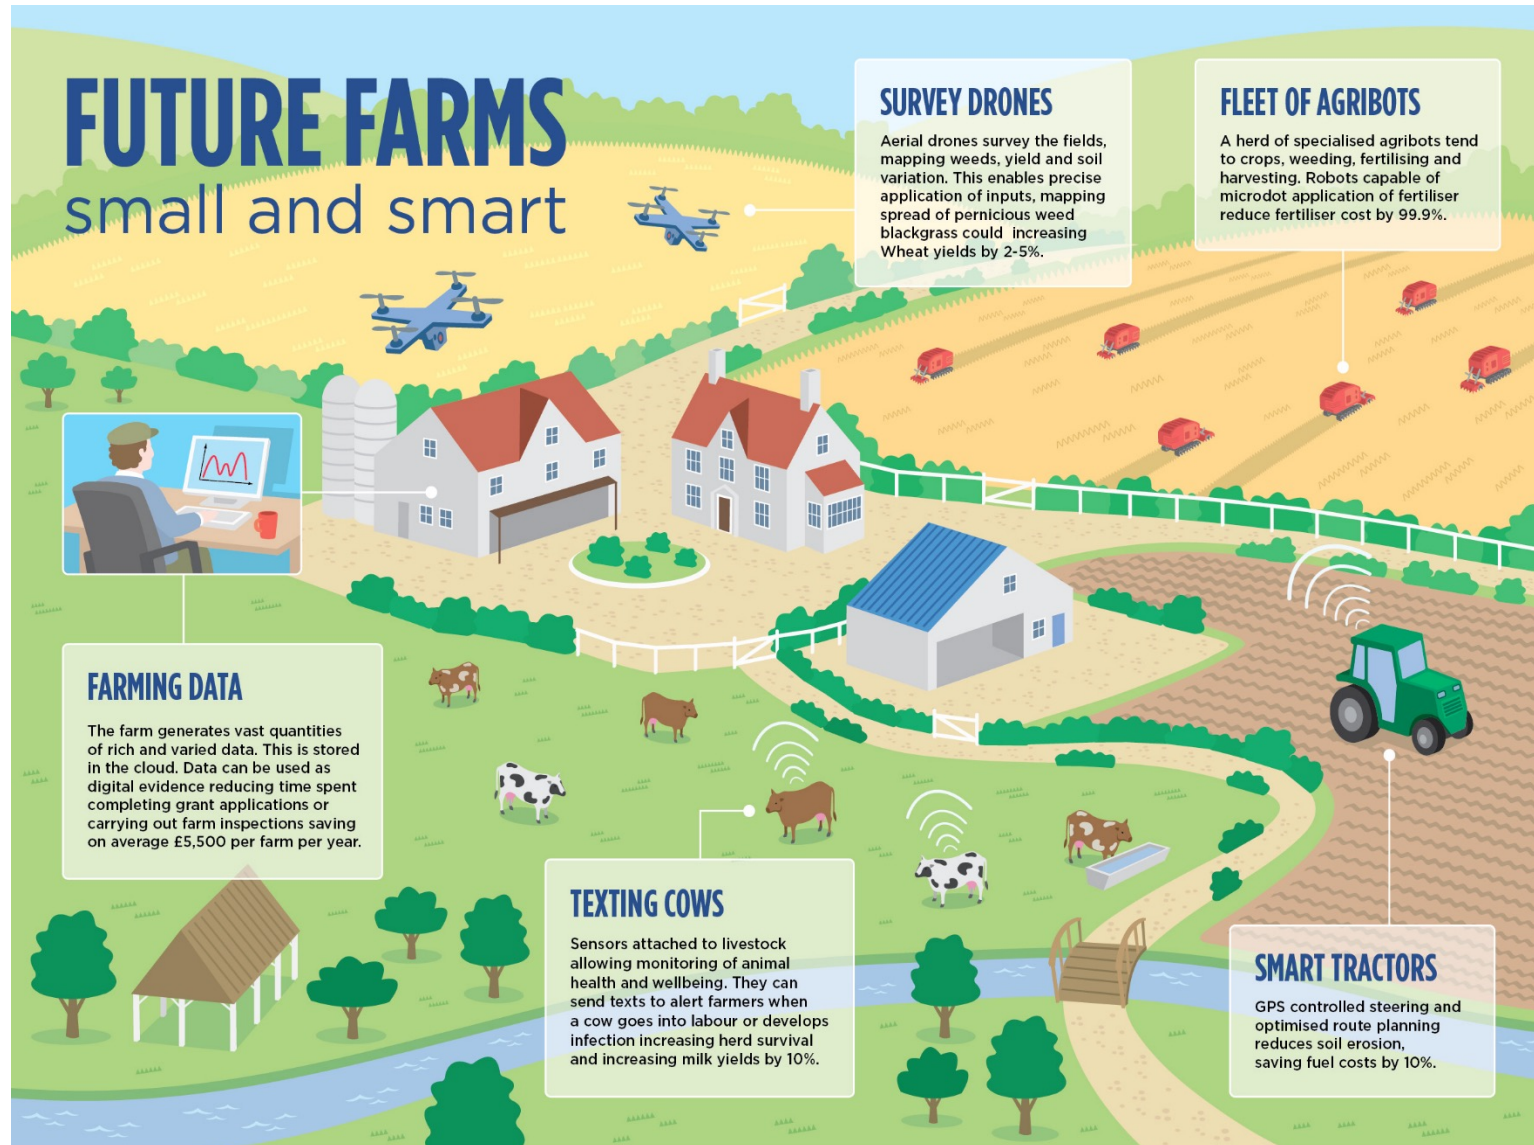 FUTURE FARMS
small and smart
SURVEY DRONES
Aerial drones survey the fields,
mapping weeds, yield and soil
variation. This enables precise
application of inputs, mapping
spread of pernicious weed
blackgrass could  increasing
Wheat yields by 2-5%.
FLEET OF AGRIBOTS
A herd of specialised agribots tend
to crops, weeding, fertilising and
harvesting. Robots capable of
microdot application of fertiliser
reduce fertiliser cost by 99.9%.
FARMING DATA
The farm generates vast quantities
of rich and varied data. This is stored
in the cloud. Data can be used as
digital evidence reducing time spent
completing grant applications or
carrying out farm inspections saving
on average £5,500 per farm per year.
TEXTING COWS
Sensors attached to livestock
allowing monitoring of animal
health and wellbeing. They can
send texts to alert farmers when
a cow goes into labour or develops
infection increasing herd survival
and increasing milk yields by 10%.
SMART TRACTORS
GPS controlled steering and
optimised route planning
reduces soil erosion,
saving fuel costs by 10%.